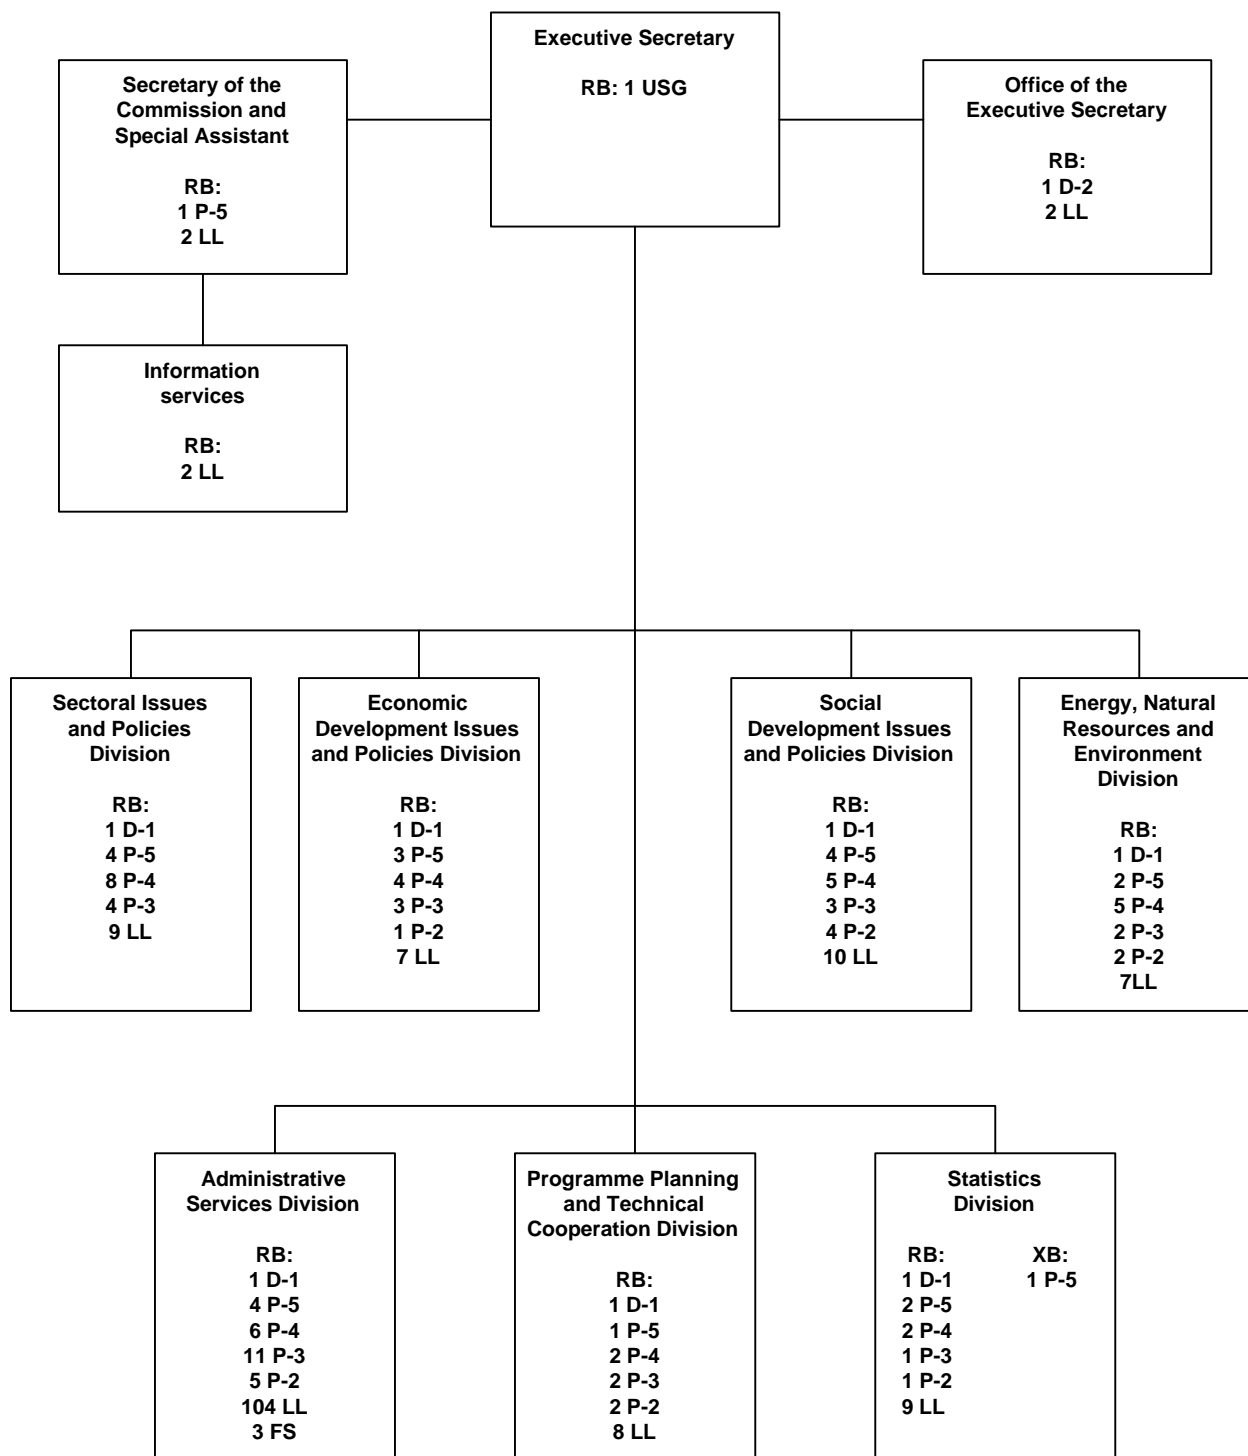 Executive Secretary
RB: 1 USG
Secretary of the
Commission and
Special Assistant
RB:
1 P-5
2 LL
Office of the
Executive Secretary
RB:
1 D-2
2 LL
Information
services
RB:
2 LL
Sectoral Issues
and Policies
Division
RB:
1 D-1
4 P-5
8 P-4
4 P-3
9 LL
Economic
Development Issues
and Policies Division
RB:
1 D-1
3 P-5
4 P-4
3 P-3
1 P-2
7 LL
Social
Development Issues
and Policies Division
RB:
1 D-1
4 P-5
5 P-4
3 P-3
4 P-2
10 LL
Energy, Natural
Resources and
Environment
Division
RB:
1 D-1
2 P-5
5 P-4
2 P-3
2 P-2
7LL
Administrative
Services Division
RB:
1 D-1
4 P-5
6 P-4
11 P-3
5 P-2
104 LL
3 FS
Programme Planning
and Technical
Cooperation Division
RB:
1 D-1
1 P-5
2 P-4
2 P-3
2 P-2
8 LL
Statistics
Division
RB:
1 D-1
2 P-5
2 P-4
1 P-3
1 P-2
9 LL
XB:
1 P-5